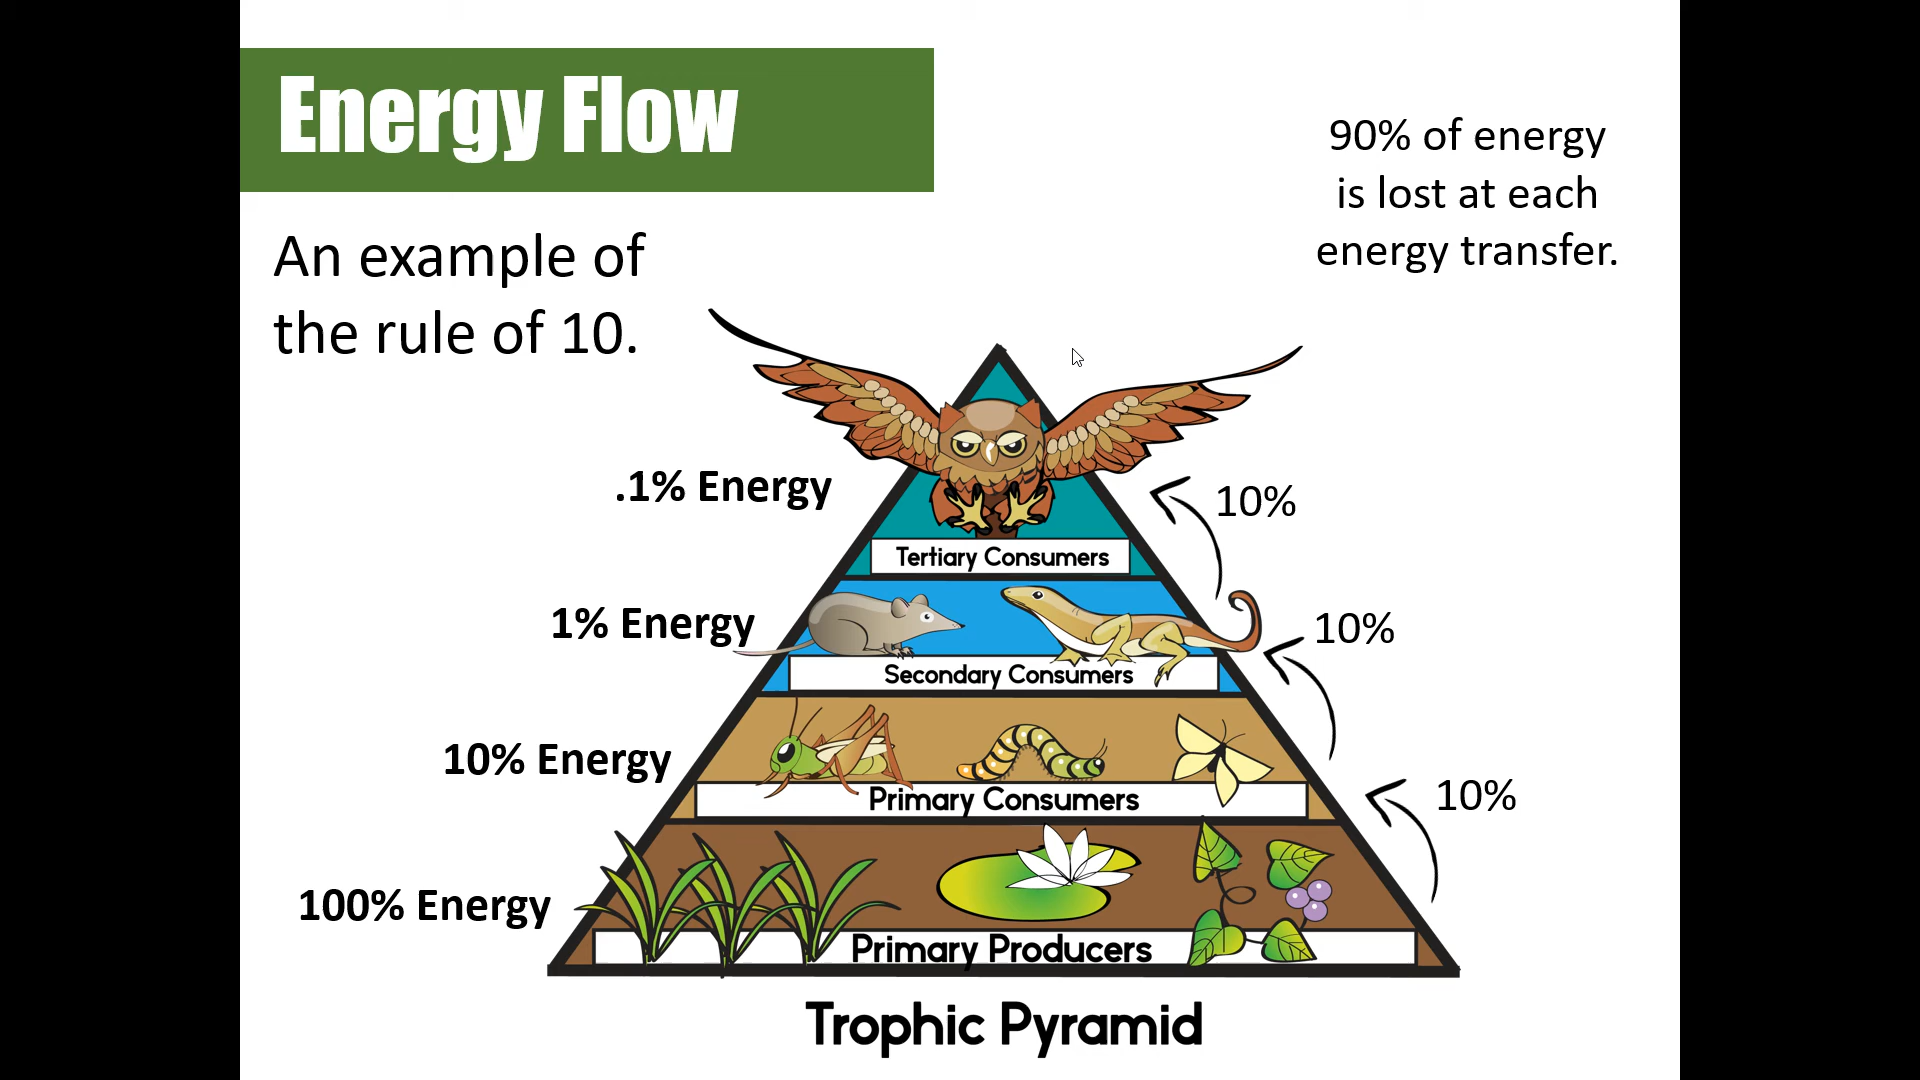 Energy Flow
90% of energy
is lost at each
energy transfer.
An example of
the rule of 10.
.1% Energy
10%
Tertiary Consumers
1% Energy
10%
Secondary Consumers
10% Energy
10%
Primary Consumers
100% Energy
Primary Producers
Trophic Pyramid